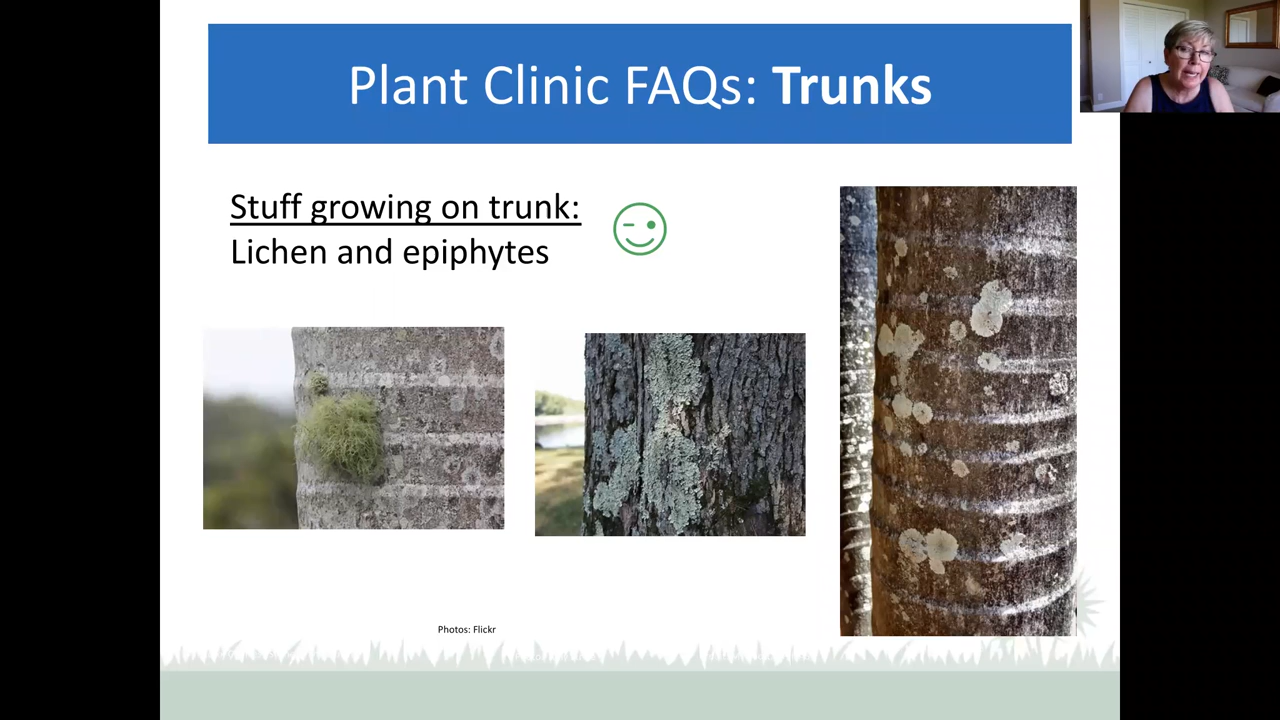 Plant Clinic FAQs: Trunks
Stuff growing on trunk:
Lichen and epiphytes
Photos: Flickr